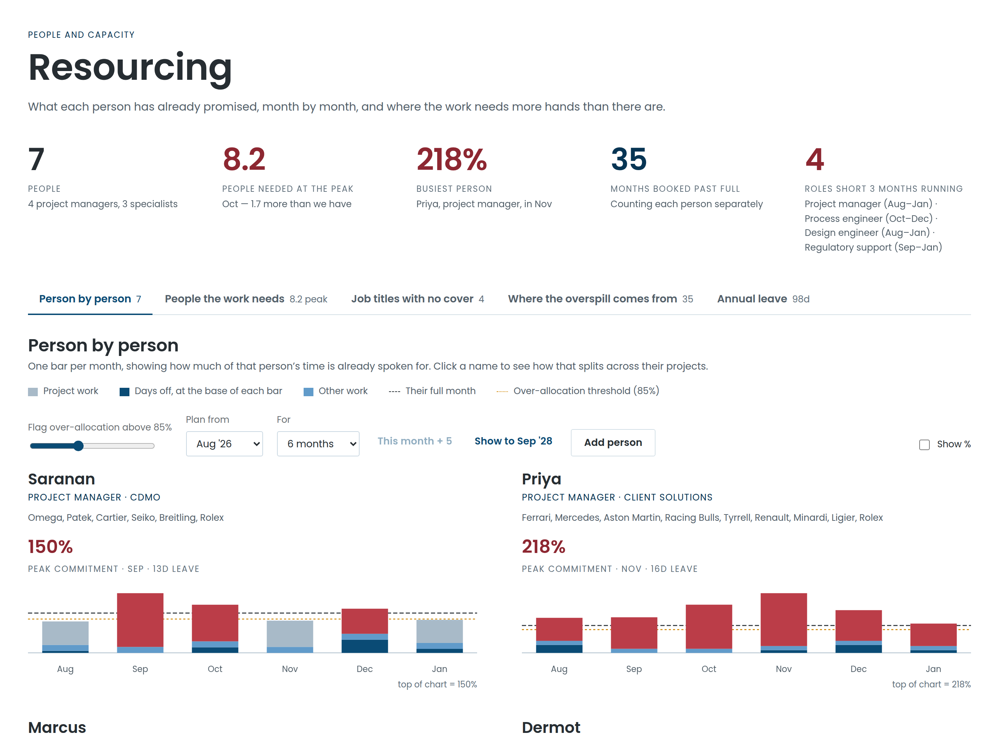 PEOPLE AND CAPACITY
Resourcing
What each person has already promised, month by month, and where the work needs more hands than there are.
7
PEOPLE
4 project managers, 3 specialists
8.2
PEOPLE NEEDED AT THE PEAK
Oct — 1.7 more than we have
218%
BUSIEST PERSON
Priya, project manager, in Nov
35
MONTHS BOOKED PAST FULL
Counting each person separately
4
ROLES SHORT 3 MONTHS RUNNING
Project manager (Aug–Jan) ·
Process engineer (Oct–Dec) ·
Design engineer (Aug–Jan) ·
Regulatory support (Sep–Jan)
Person by person 7 People the work needs 8.2 peak Job titles with no cover 4 Where the overspill comes from 35 Annual leave 98d
Person by person
One bar per month, showing how much of that person’s time is already spoken for. Click a name to see how that splits across their projects.
Project work Days off, at the base of each bar Other work Their full month Over-allocation threshold (85%)
Flag over-allocation above 85%
Plan from
Aug '26
For
6 months
This month + 5
Show to Sep '28
Add person
Show %
Saranan
PROJECT MANAGER · CDMO
Omega, Patek, Cartier, Seiko, Breitling, Rolex
150%
PEAK COMMITMENT · SEP · 13D LEAVE
Aug Sep Oct Nov Dec Jan
top of chart = 150%
Priya
PROJECT MANAGER · CLIENT SOLUTIONS
Ferrari, Mercedes, Aston Martin, Racing Bulls, Tyrrell, Renault, Minardi, Ligier, Rolex
218%
PEAK COMMITMENT · NOV · 16D LEAVE
Aug Sep Oct Nov Dec Jan
top of chart = 218%
Marcus
Dermot